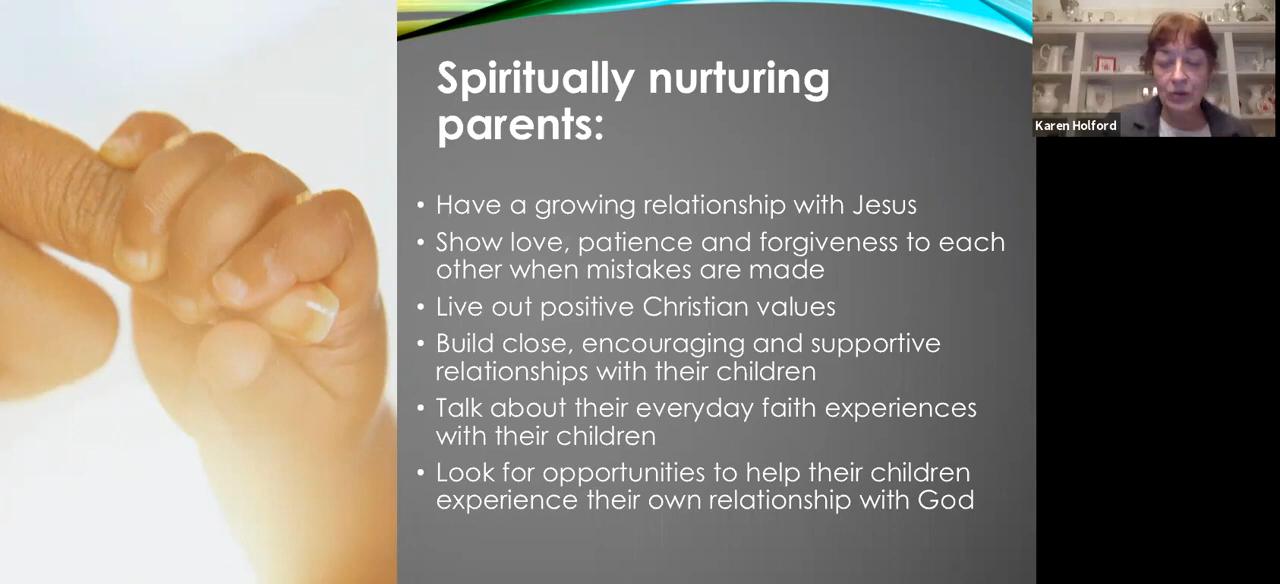 Spiritually nurturing
parents:
• Have a growing relationship with Jesus
• Show love, patience and forgiveness to each
other when mistakes are made
• Live out positive Christian values
• Build close, encouraging and supportive
relationships with their children
• Talk about their everyday faith experiences
with their children
• Look for opportunities to help their children
experience their own relationship with God
Karen Holford